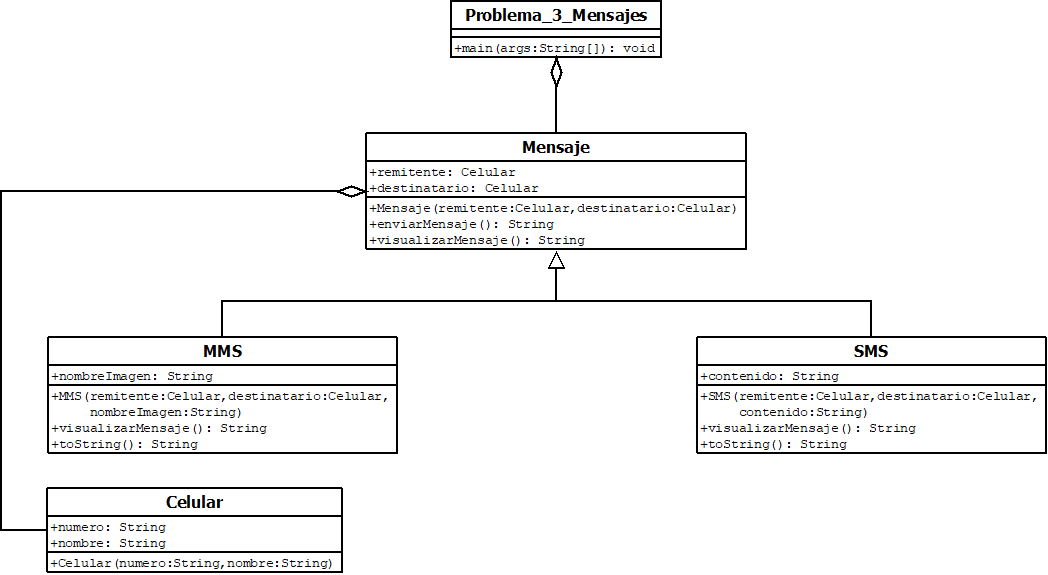 Problema_3_Mensajes
+main(args:String[]): void
Mensaje
+remitente: Celular
+destinatario: Celular
+Mensaje(remitente:Celular,destinatario:Celular)
+enviarMensaje(): String
+visualizarMensaje(): String
MMS
+nombreImagen: String
+MMS(remitente:Celular,destinatario:Celular,
nombreImagen:String)
+visualizarMensaje(): String
+toString(): String
SMS
+contenido: String
+SMS(remitente:Celular,destinatario:Celular,
contenido:String)
+visualizarMensaje(): String
+toString(): String
Celular
+numero: String
+nombre: String
+Celular(numero:String,nombre:String)